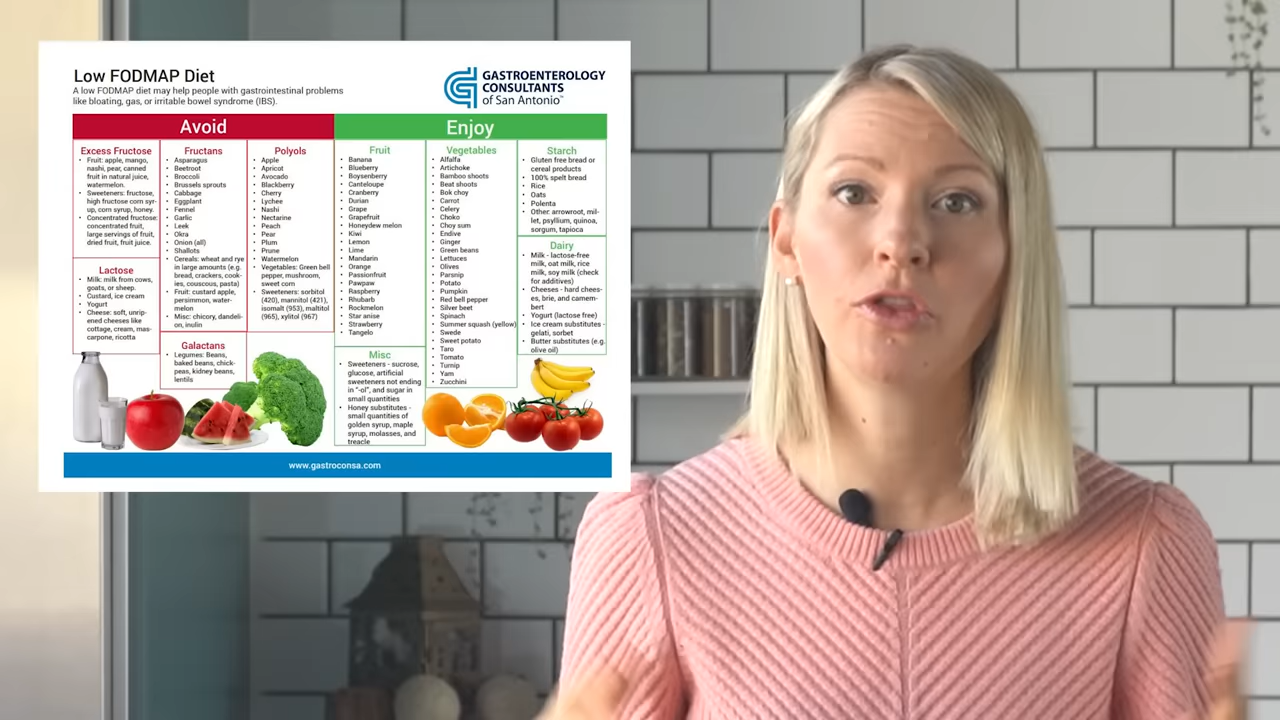 Low FODMAP Diet
A low FODMAP diet may help people with gastrointestinal problems
like bloating, gas, or irritable bowel syndrome (IBS).
GASTROENTEROLOGY
CONSULTANTS
of San Antonio™
Avoid
Enjoy
Excess Fructose
• Fruit: apple, mango,
nashi, pear, canned
fruit in natural juice,
watermelon.
• Sweeteners: fructose,
high fructose corn syr-
up, corn syrup, honey.
• Concentrated fructose:
concentrated fruit,
large servings of fruit,
dried fruit, fruit juice.
Lactose
• Milk: milk from cows,
goats, or sheep.
• Custard, ice cream
• Yogurt
• Cheese: soft, unrip-
ened cheeses like
cottage, cream, mas-
carpone, ricotta
Fructans
• Asparagus
• Beetroot
• Broccoli
• Brussels sprouts
• Cabbage
• Eggplant
• Fennel
• Garlic
• Leek
• Okra
• Onion (all)
• Shallots
• Cereals: wheat and rye
in large amounts (e.g.
bread, crackers, cook-
ies, couscous, pasta)
• Fruit: custard apple,
persimmon, water-
melon
• Misc: chicory, dandeli-
on, inulin
Galactans
• Legumes: Beans,
baked beans, chick-
peas, kidney beans,
lentils
Polyols
• Apple
• Apricot
• Avocado
• Blackberry
• Cherry
• Lychee
• Nashi
• Nectarine
• Peach
• Pear
• Plum
• Prune
• Watermelon
• Vegetables: Green bell
pepper, mushroom,
sweet corn
• Sweeteners: sorbitol
(420), mannitol (421),
isomalt (953), maltitol
(965), xylitol (967)
Fruit
• Banana
• Blueberry
• Boysenberry
• Canteloupe
• Cranberry
• Durian
• Grape
• Grapefruit
• Honeydew melon
• Kiwi
• Lemon
• Lime
• Mandarin
• Orange
• Passionfruit
• Pawpaw
• Raspberry
• Rhubarb
• Rockmelon
• Star anise
• Strawberry
• Tangelo
Misc
• Sweeteners - sucrose,
glucose, artificial
sweeteners not ending
in "-ol", and sugar in
small quantities
• Honey substitutes -
small quantities of
golden syrup, maple
syrup, molasses, and
treacle
Vegetables
• Alfalfa
• Artichoke
• Bamboo shoots
• Beat shoots
• Bok choy
• Carrot
• Celery
• Choko
• Choy sum
• Endive
• Ginger
• Green beans
• Lettuces
• Olives
• Parsnip
• Potato
• Pumpkin
• Red bell pepper
• Silver beet
• Spinach
• Summer squash (yellow)
• Swede
• Sweet potato
• Taro
• Tomato
• Turnip
• Yam
• Zucchini
Starch
• Gluten free bread or
cereal products
• 100% spelt bread
• Rice
• Oats
• Polenta
• Other: arrowroot, mil-
let, psyllium, quinoa,
sorgum, tapioca
Dairy
• Milk - lactose-free
milk, oat milk, rice
milk, soy milk (check
for additives)
• Cheeses - hard chees-
es, brie, and camem-
bert
• Yogurt (lactose free)
• Ice cream substitutes -
gelati, sorbet
• Butter substitutes (e.g.
olive oil)
www.gastroconsa.com